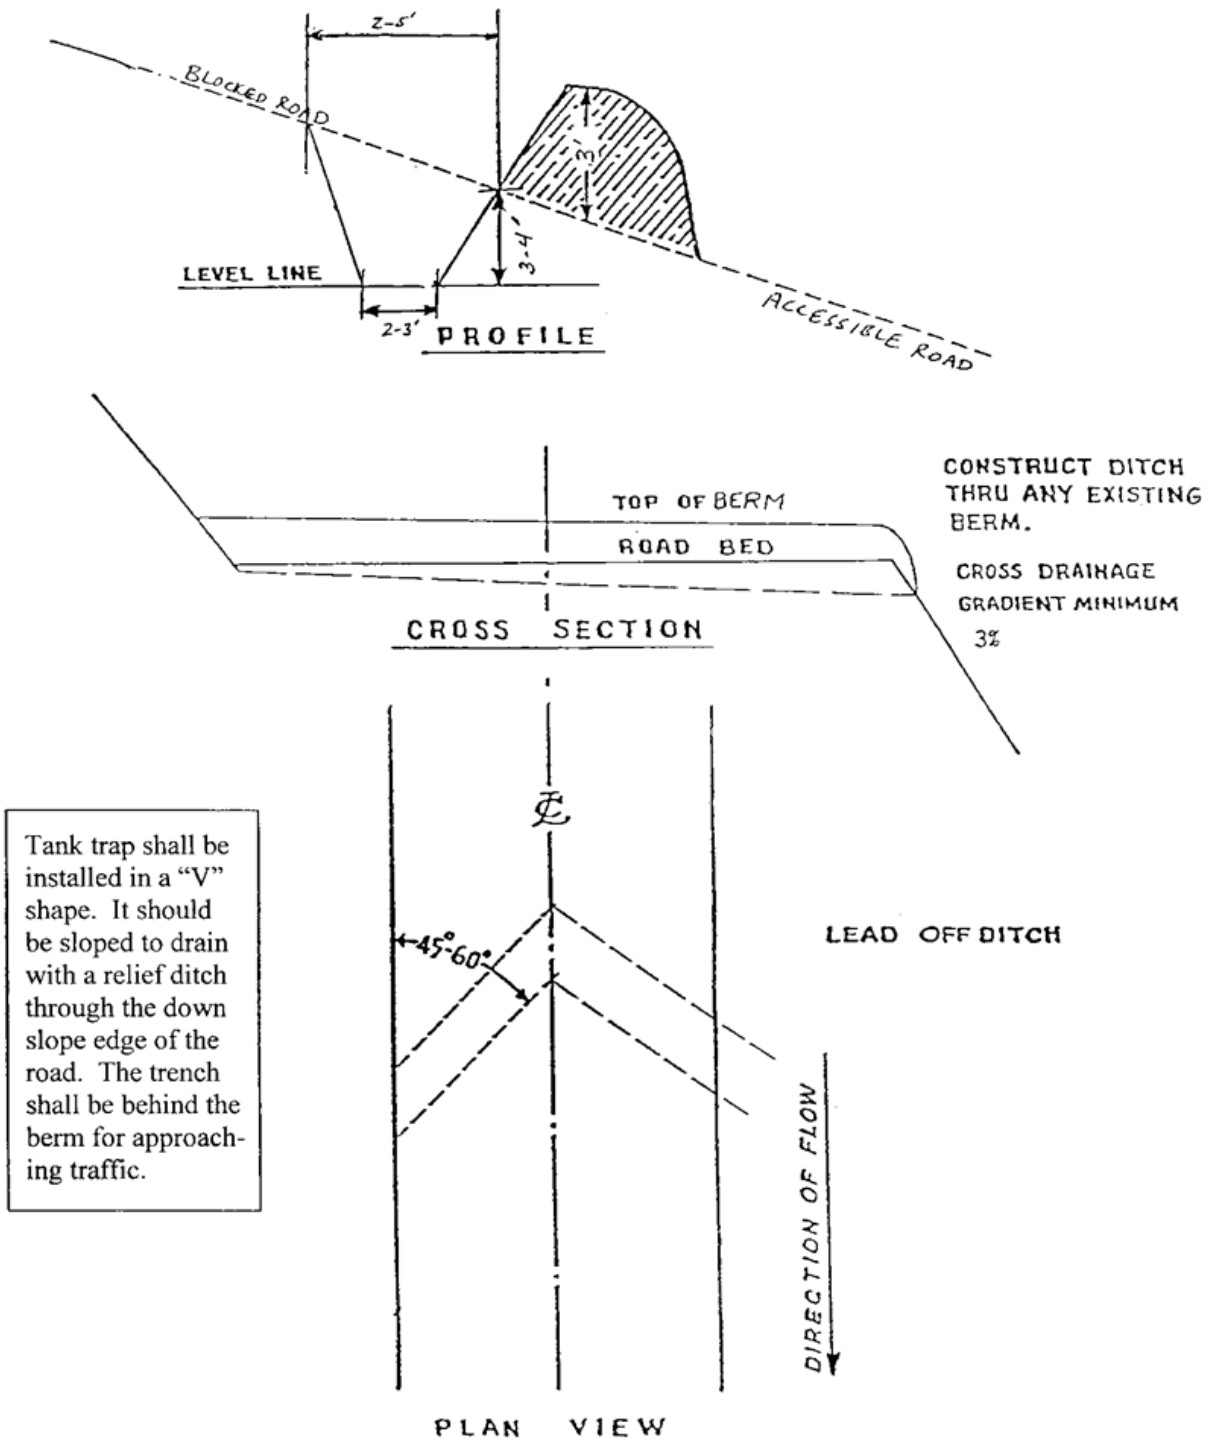 2-5'
BLOCKED ROAD
3'
3-4'
LEVEL LINE
2-3'
PROFILE
ACCESSIBLE ROAD
CONSTRUCT DITCH
THRU ANY EXISTING
BERM.
TOP OF BERM
ROAD BED
CROSS DRAINAGE
GRADIENT MINIMUM
3%
CROSS SECTION
℄
Tank trap shall be
installed in a “V”
shape. It should
be sloped to drain
with a relief ditch
through the down
slope edge of the
road. The trench
shall be behind the
berm for approach-
ing traffic.
45°-60°
LEAD OFF DITCH
DIRECTION OF FLOW
PLAN VIEW